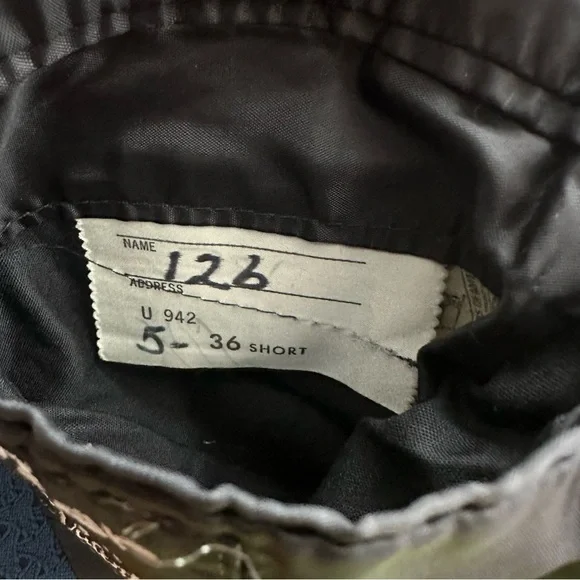 NAME
126
ADDRESS
U 942
5- 36 SHORT